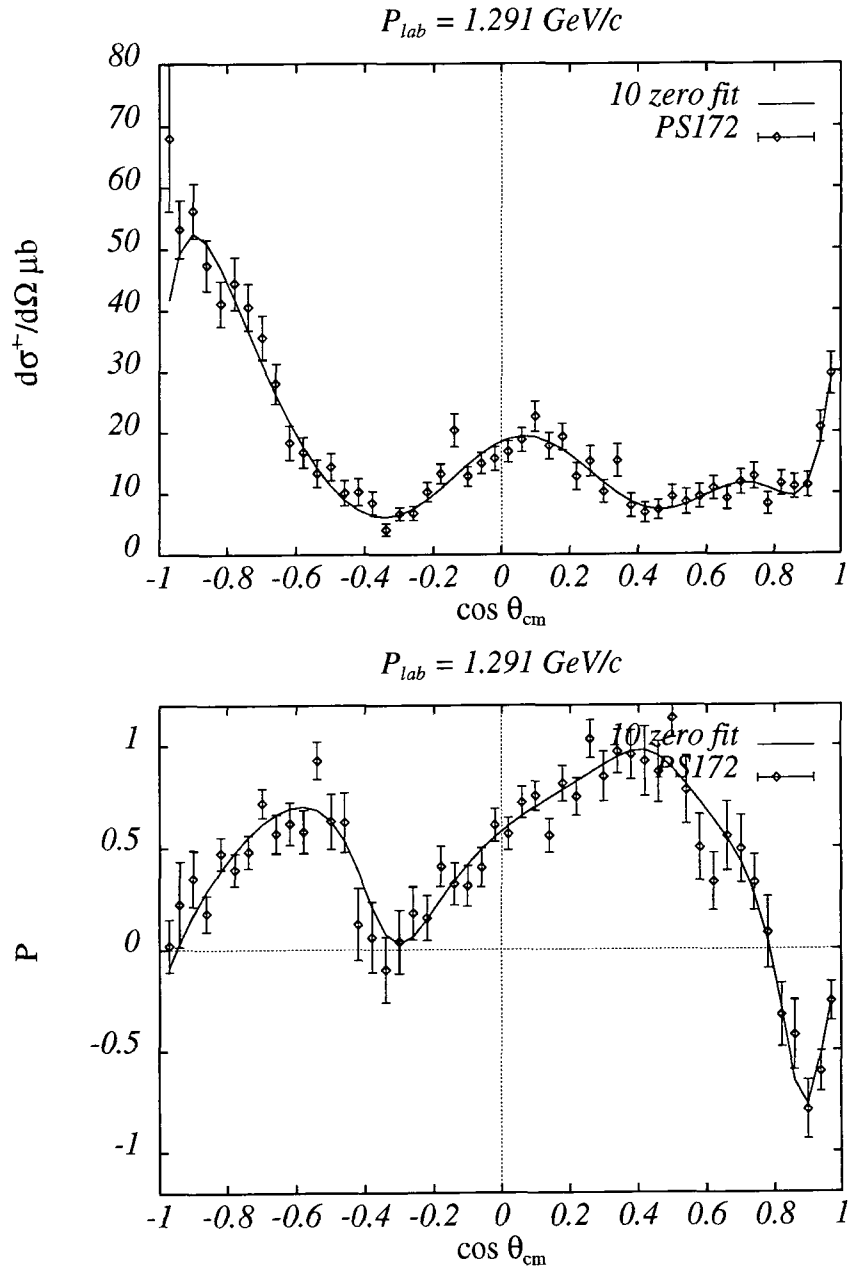 P_lab = 1.291 GeV/c
80
70
60
50
40
30
20
10
0
dσ⁺/dΩ μb
10 zero fit
PS172
-1 -0.8 -0.6 -0.4 -0.2 0 0.2 0.4 0.6 0.8 1
cos θ_cm
P_lab = 1.291 GeV/c
1
0.5
0
-0.5
-1
P
10 zero fit
PS172
-1 -0.8 -0.6 -0.4 -0.2 0 0.2 0.4 0.6 0.8 1
cos θ_cm